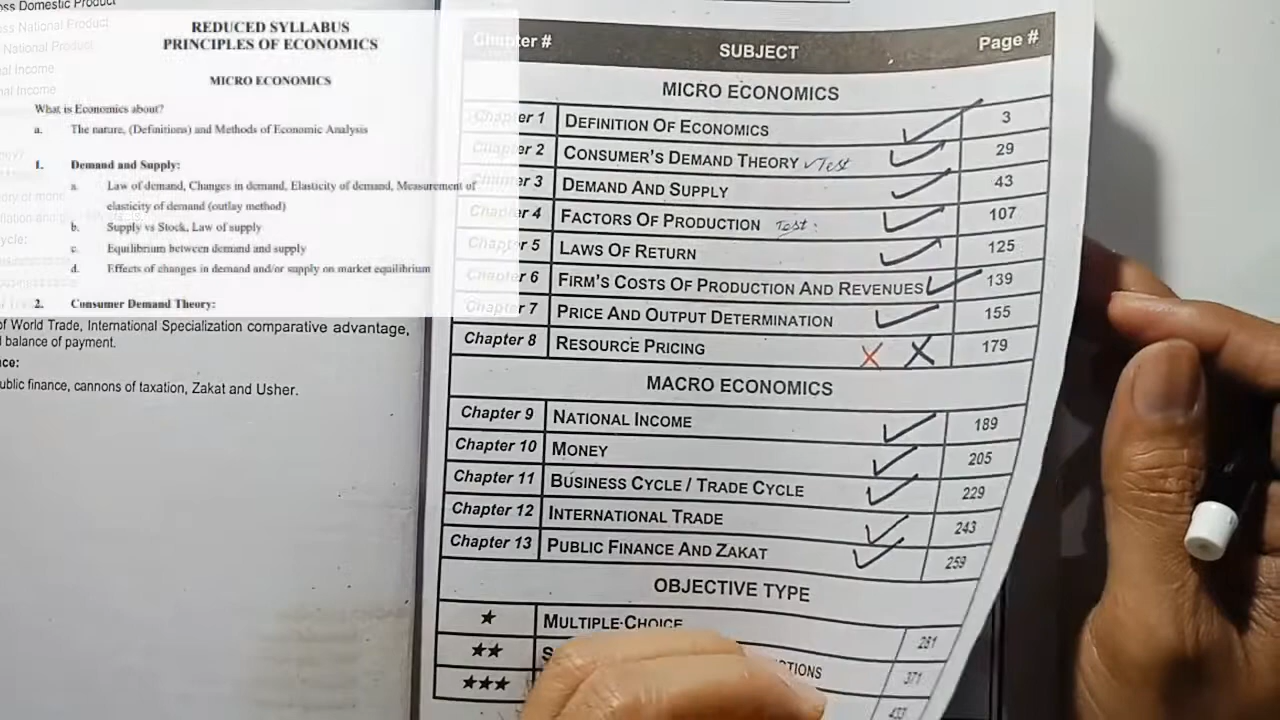 oss Domestic Product
ss National Product
National Product
al Income
al Income
REDUCED SYLLABUS
PRINCIPLES OF ECONOMICS
MICRO ECONOMICS
What is Economics about?
a. The nature, (Definitions) and Methods of Economic Analysis
1. Demand and Supply:
a. Law of demand, Changes in demand, Elasticity of demand, Measurement of
elasticity of demand (outlay method)
b. Supply vs Stock, Law of supply
c. Equilibrium between demand and supply
d. Effects of changes in demand and/or supply on market equilibrium
2. Consumer Demand Theory:
of World Trade, International Specialization comparative advantage,
balance of payment.
ce:
ublic finance, cannons of taxation, Zakat and Usher.
Chapter # SUBJECT Page #
MICRO ECONOMICS
Chapter 1 DEFINITION OF ECONOMICS 3
Chapter 2 CONSUMER'S DEMAND THEORY Test 29
Chapter 3 DEMAND AND SUPPLY 43
Chapter 4 FACTORS OF PRODUCTION Test: 107
Chapter 5 LAWS OF RETURN 125
Chapter 6 FIRM'S COSTS OF PRODUCTION AND REVENUES 139
Chapter 7 PRICE AND OUTPUT DETERMINATION 155
Chapter 8 RESOURCE PRICING 179
MACRO ECONOMICS
Chapter 9 NATIONAL INCOME 189
Chapter 10 MONEY 205
Chapter 11 BUSINESS CYCLE / TRADE CYCLE 229
Chapter 12 INTERNATIONAL TRADE 243
Chapter 13 PUBLIC FINANCE AND ZAKAT 259
OBJECTIVE TYPE
★ MULTIPLE-CHOICE 281
★★ S TIONS 371
★★★ 433